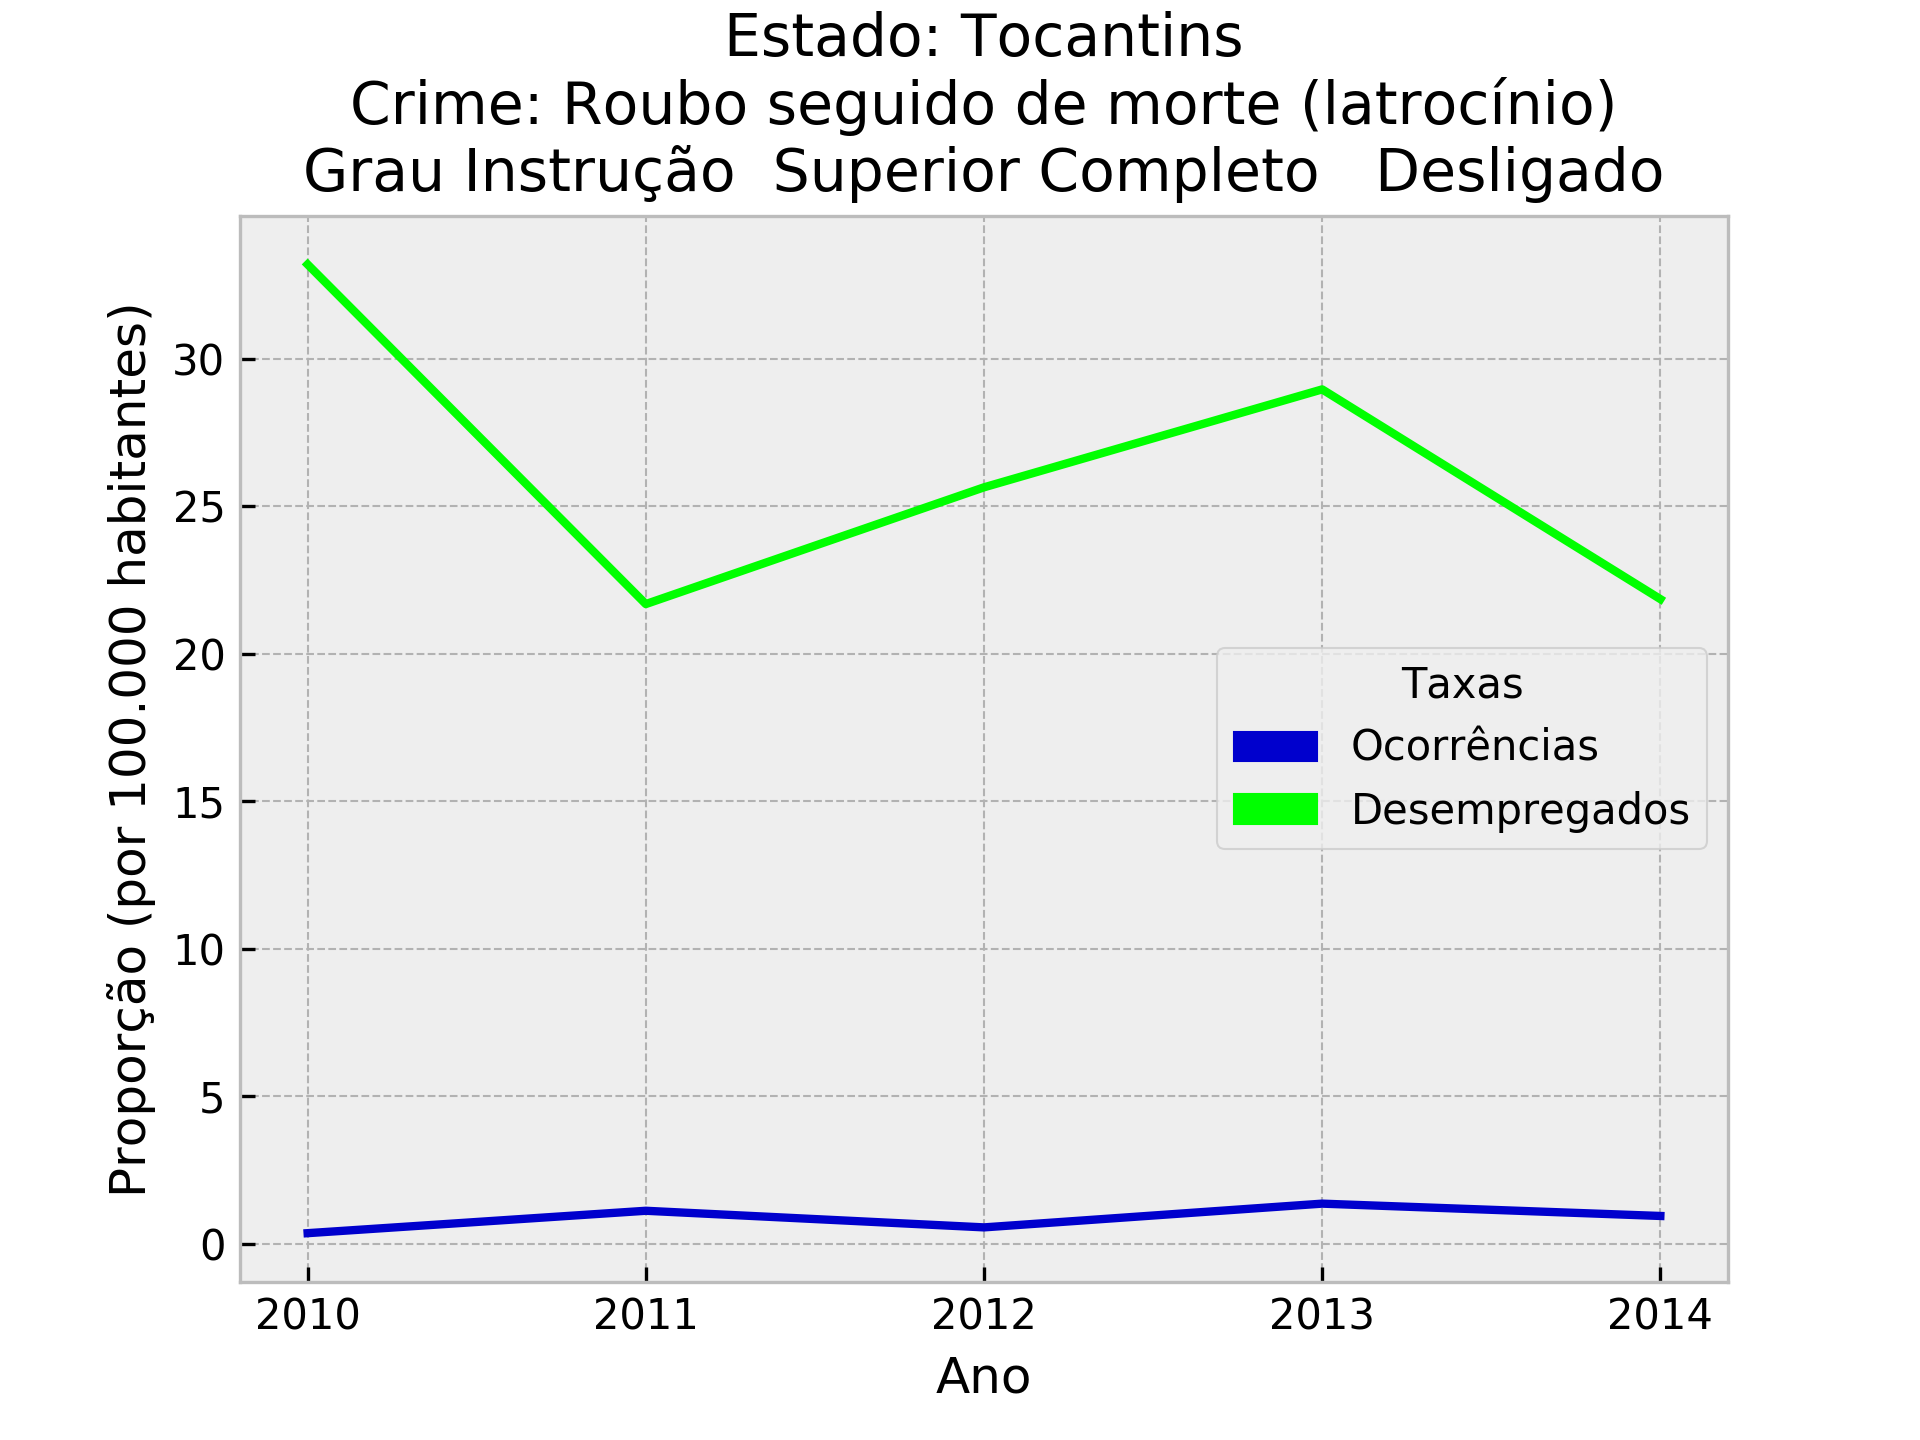 Estado: Tocantins
Crime: Roubo seguido de morte (latrocínio)
Grau Instrução  Superior Completo   Desligado
Proporção (por 100.000 habitantes)
30
25
20
15
10
5
0
Taxas
Ocorrências
Desempregados
2010 2011 2012 2013 2014
Ano